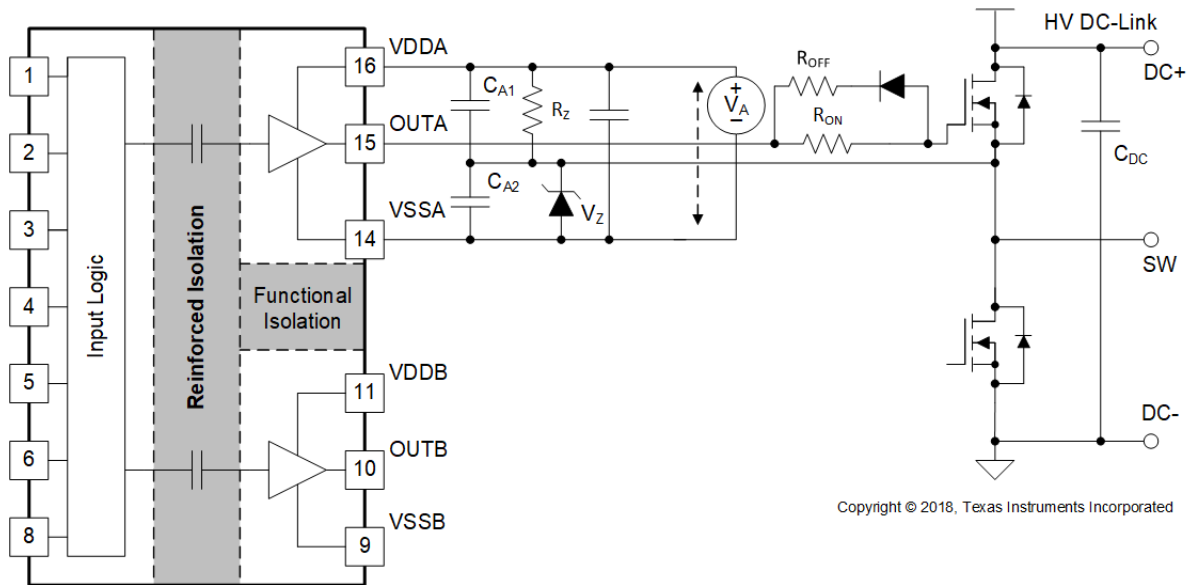 1
2
3
4
5
6
8
Input Logic
Reinforced Isolation
Functional
Isolation
16
15
14
11
10
9
VDDA
OUTA
VSSA
VDDB
OUTB
VSSB
CA1
CA2
RZ
VZ
+
VA
−
ROFF
RON
HV DC-Link
DC+
CDC
SW
DC-
Copyright © 2018, Texas Instruments Incorporated